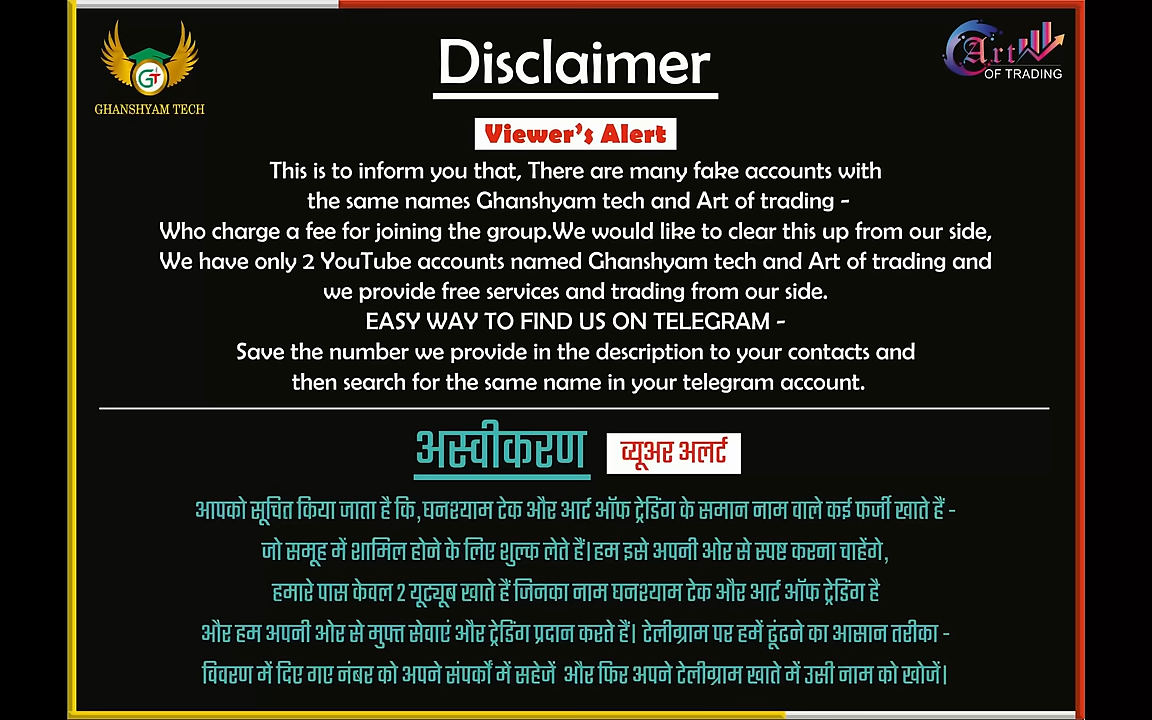 GHANSHYAM TECH
Disclaimer
Art
OF TRADING
Viewer's Alert
This is to inform you that, There are many fake accounts with
the same names Ghanshyam tech and Art of trading -
Who charge a fee for joining the group.We would like to clear this up from our side,
We have only 2 YouTube accounts named Ghanshyam tech and Art of trading and
we provide free services and trading from our side.
EASY WAY TO FIND US ON TELEGRAM -
Save the number we provide in the description to your contacts and
then search for the same name in your telegram account.
अस्वीकरण व्यूअर अलर्ट
आपको सूचित किया जाता है कि,घनश्याम टेक और आर्ट ऑफ ट्रेडिंग के समान नाम वाले कई फर्जी खाते हैं -
जो समूह में शामिल होने के लिए शुल्क लेते हैं।हम इसे अपनी ओर से स्पष्ट करना चाहेंगे,
हमारे पास केवल 2 यूट्यूब खाते हैं जिनका नाम घनश्याम टेक और आर्ट ऑफ ट्रेडिंग है
और हम अपनी ओर से मुफ्त सेवाएं और ट्रेडिंग प्रदान करते हैं। टेलीग्राम पर हमें ढूंढने का आसान तरीका -
विवरण में दिए गए नंबर को अपने संपर्कों में सहेजें और फिर अपने टेलीग्राम खाते में उसी नाम को खोजें।